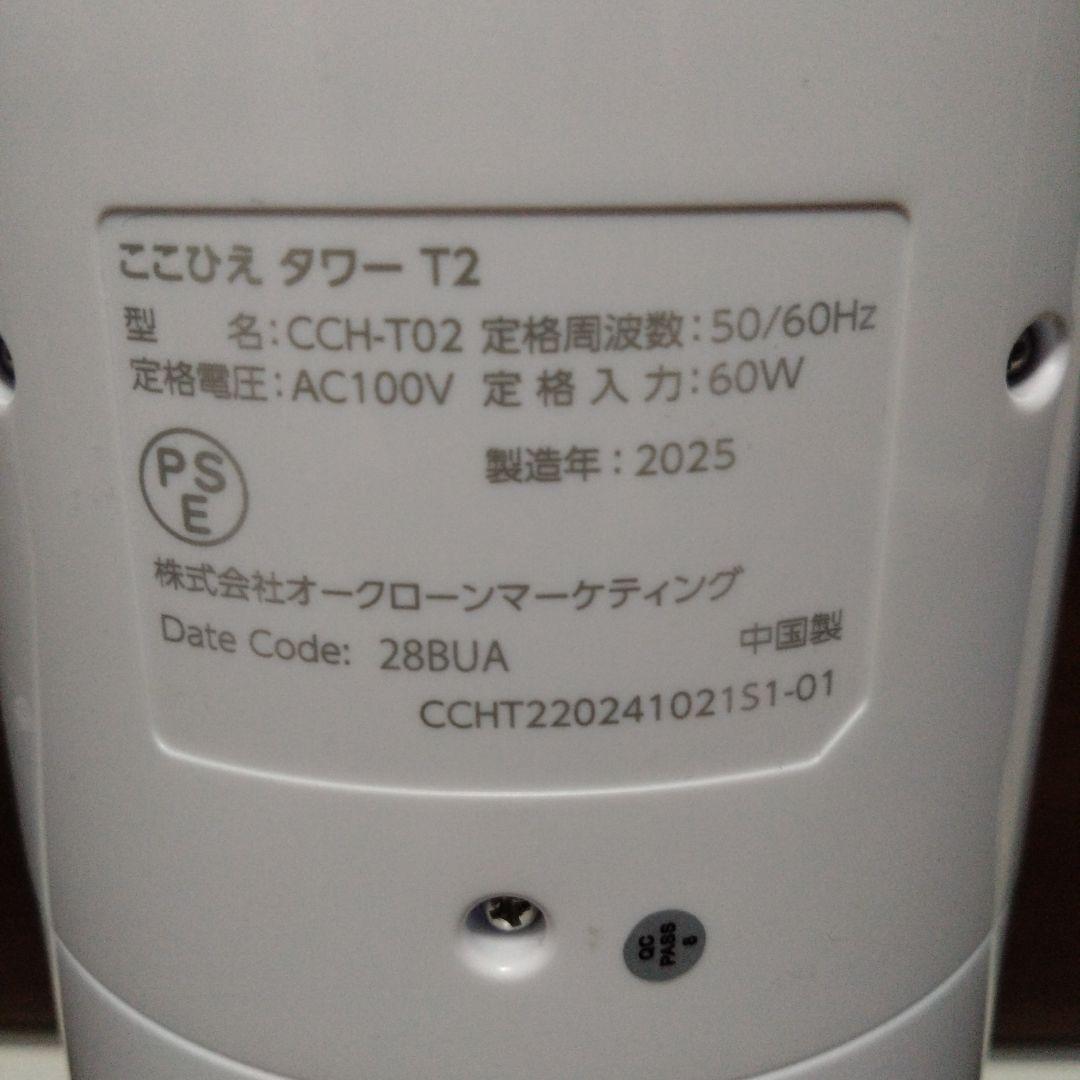 ここひえ タワー T2
型　　名：CCH-T02 定格周波数：50/60Hz
定格電圧：AC100V 定格入力：60W
PS
E
製造年：2025
株式会社オークローンマーケティング
Date Code: 28BUA
中国製
CCHT220241021S1-01
QC
PASS
8